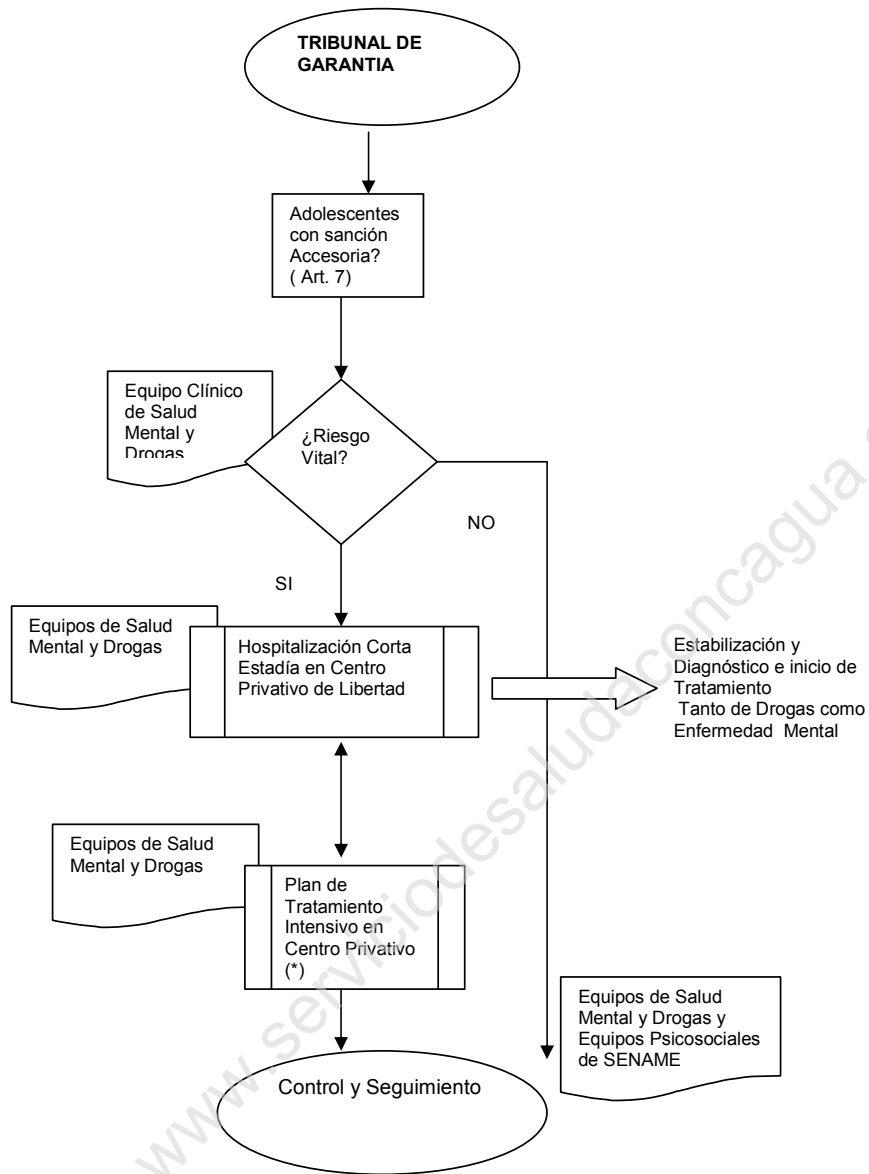 TRIBUNAL DE
GARANTIA
Adolescentes
con sanción
Accesoria?
( Art. 7)
Equipo Clínico
de Salud
Mental y
Drogas
¿Riesgo
Vital?
NO
SI
Equipos de Salud
Mental y Drogas
Hospitalización Corta
Estadía en Centro
Privativo de Libertad
Estabilización y
Diagnóstico e inicio de
Tratamiento
Tanto de Drogas como
Enfermedad Mental
Equipos de Salud
Mental y Drogas
Plan de
Tratamiento
Intensivo en
Centro Privativo
(*)
Equipos de Salud
Mental y Drogas y
Equipos Psicosociales
de SENAME
Control y Seguimiento
www.serviciodesaludaconcagua.